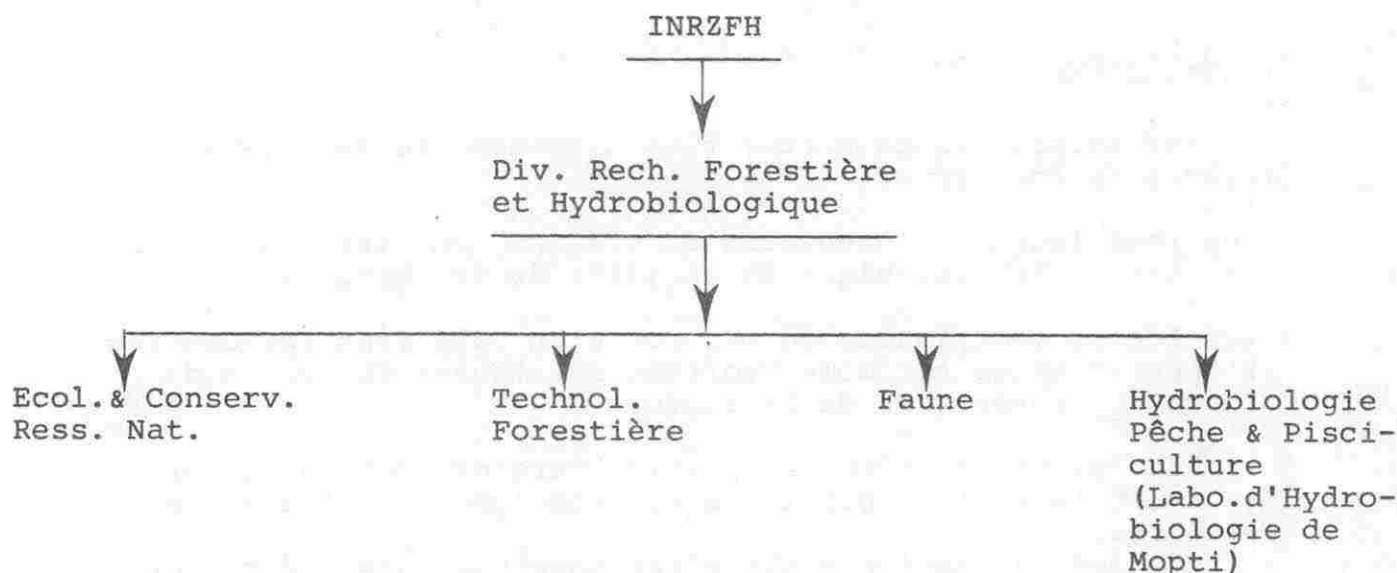 INRZFH
Div. Rech. Forestière
et Hydrobiologique
Ecol.& Conserv.
Ress. Nat.
Technol.
Forestière
Faune
Hydrobiologie
Pêche & Pisci-
culture
(Labo.d'Hydro-
biologie de
Mopti)